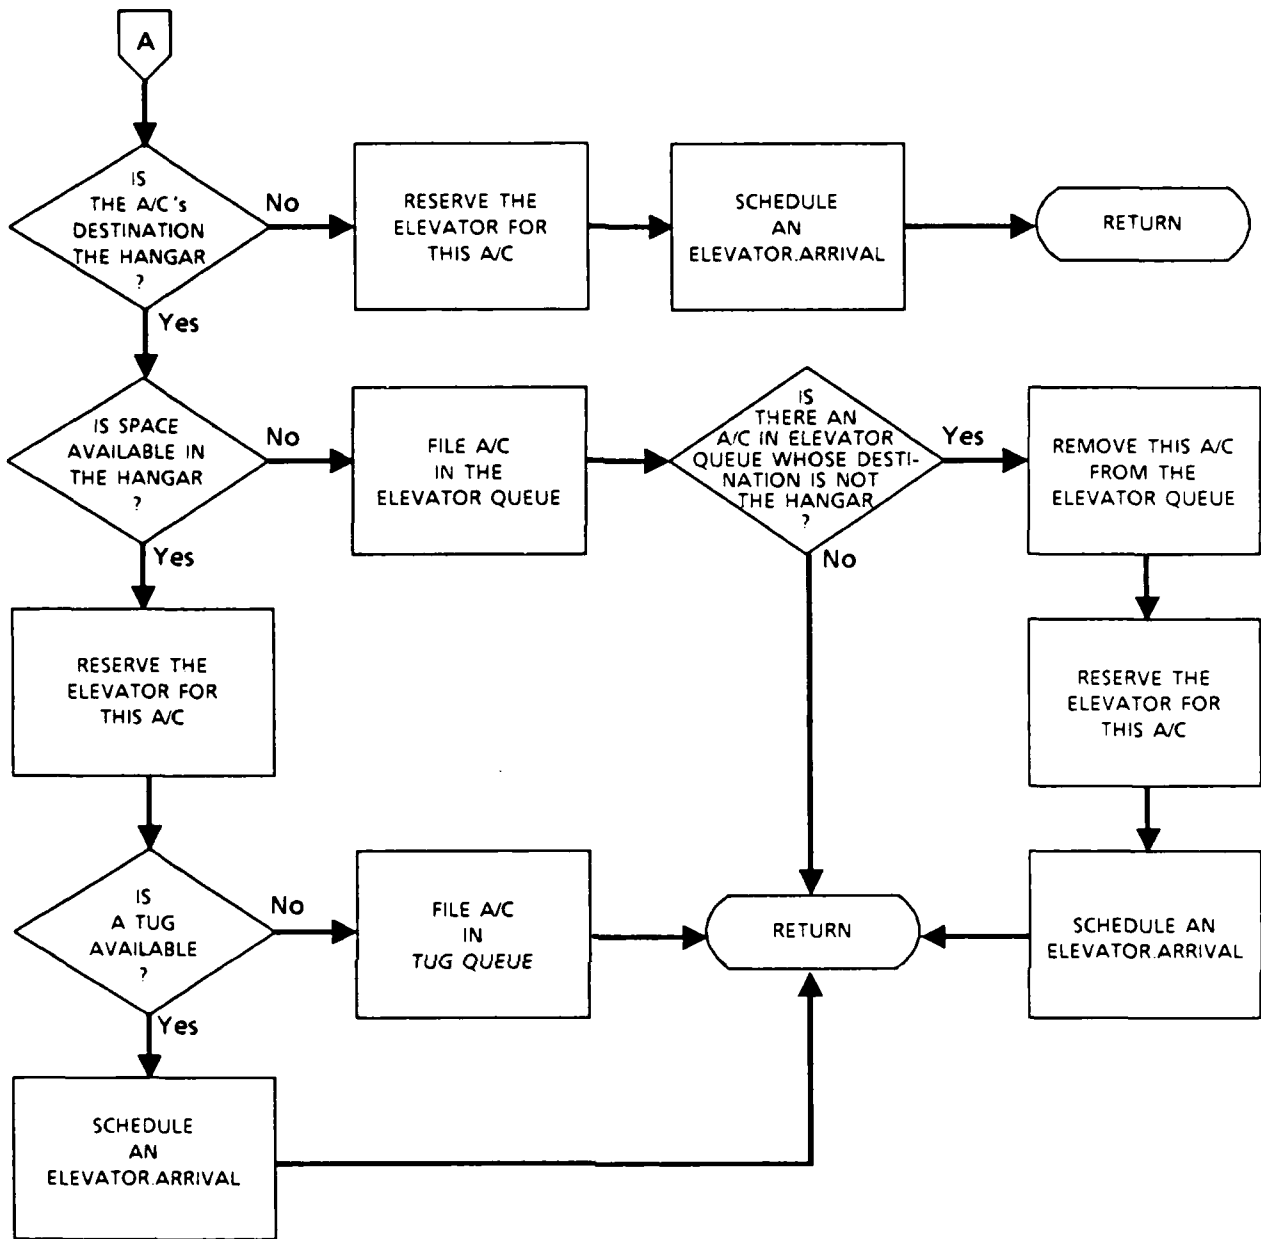 A
IS
THE A/C's
DESTINATION
THE HANGAR
?
No
RESERVE THE
ELEVATOR FOR
THIS A/C
SCHEDULE
AN
ELEVATOR.ARRIVAL
RETURN
Yes
IS SPACE
AVAILABLE IN
THE HANGAR
?
No
FILE A/C
IN THE
ELEVATOR QUEUE
IS
THERE AN
A/C IN ELEVATOR
QUEUE WHOSE DESTI-
NATION IS NOT
THE HANGAR
?
Yes
REMOVE THIS A/C
FROM THE
ELEVATOR QUEUE
Yes
No
RESERVE THE
ELEVATOR FOR
THIS A/C
RESERVE THE
ELEVATOR FOR
THIS A/C
IS
A TUG
AVAILABLE
?
No
FILE A/C
IN
TUG QUEUE
RETURN
SCHEDULE AN
ELEVATOR.ARRIVAL
Yes
SCHEDULE
AN
ELEVATOR.ARRIVAL